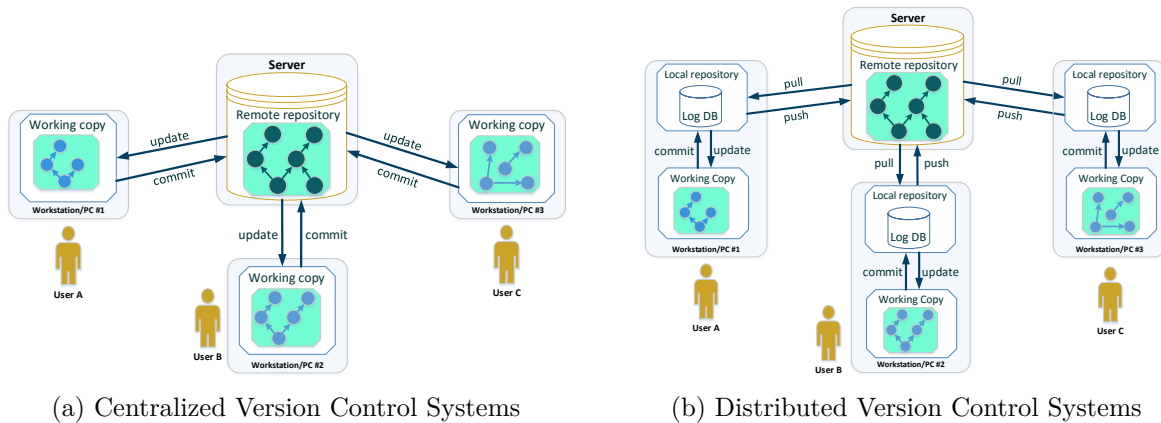 Server
Remote repository
Working copy
Workstation/PC #1
User A
update
commit
update
commit
Working copy
Workstation/PC #3
User C
update
commit
Working copy
Workstation/PC #2
User B
(a) Centralized Version Control Systems
Server
Remote repository
Local repository
Log DB
commit
update
Working Copy
Workstation/PC #1
User A
pull
push
pull
push
Local repository
Log DB
commit
update
Working Copy
Workstation/PC #3
User C
pull
push
Local repository
Log DB
commit
update
Working Copy
Workstation/PC #2
User B
(b) Distributed Version Control Systems